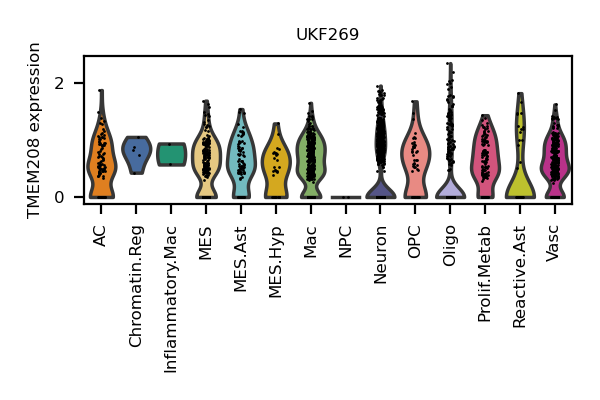 UKF269
TMEM208 expression
2
0
AC
Chromatin.Reg
Inflammatory.Mac
MES
MES.Ast
MES.Hyp
Mac
NPC
Neuron
OPC
Oligo
Prolif.Metab
Reactive.Ast
Vasc